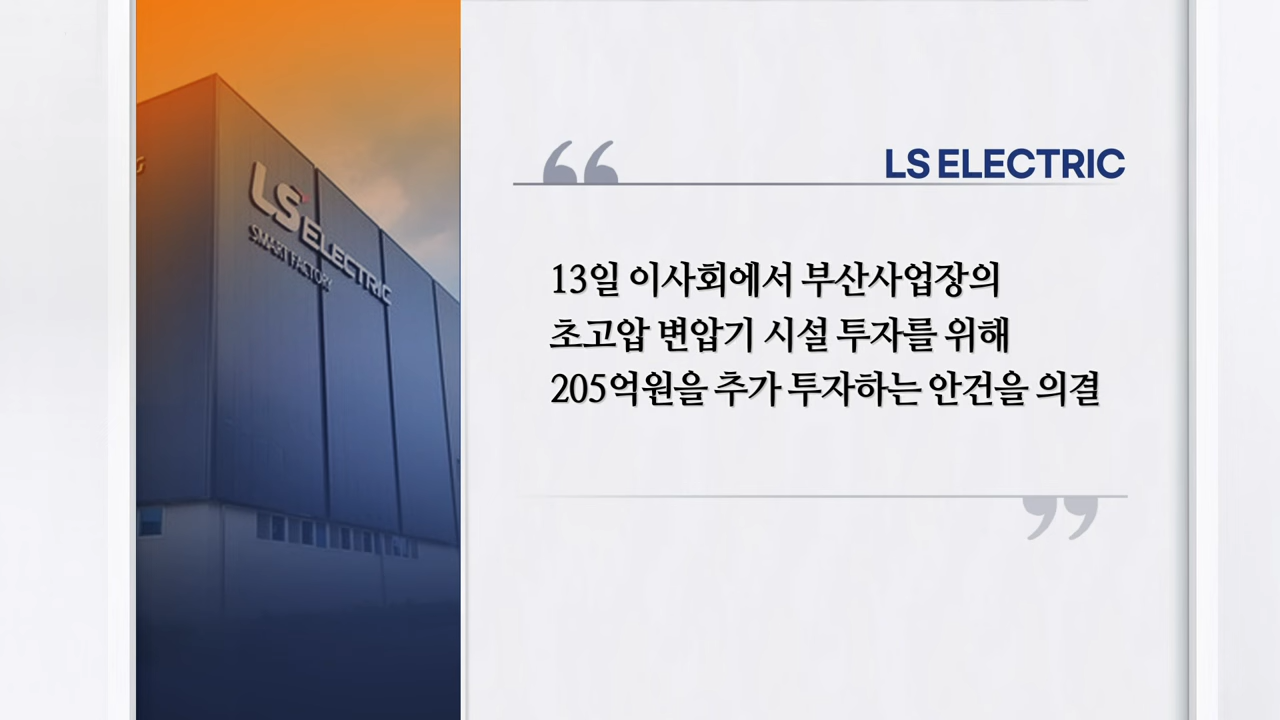 LS ELECTRIC
SMART FACTORY
LS ELECTRIC
13일 이사회에서 부산사업장의
초고압 변압기 시설 투자를 위해
205억원을 추가 투자하는 안건을 의결